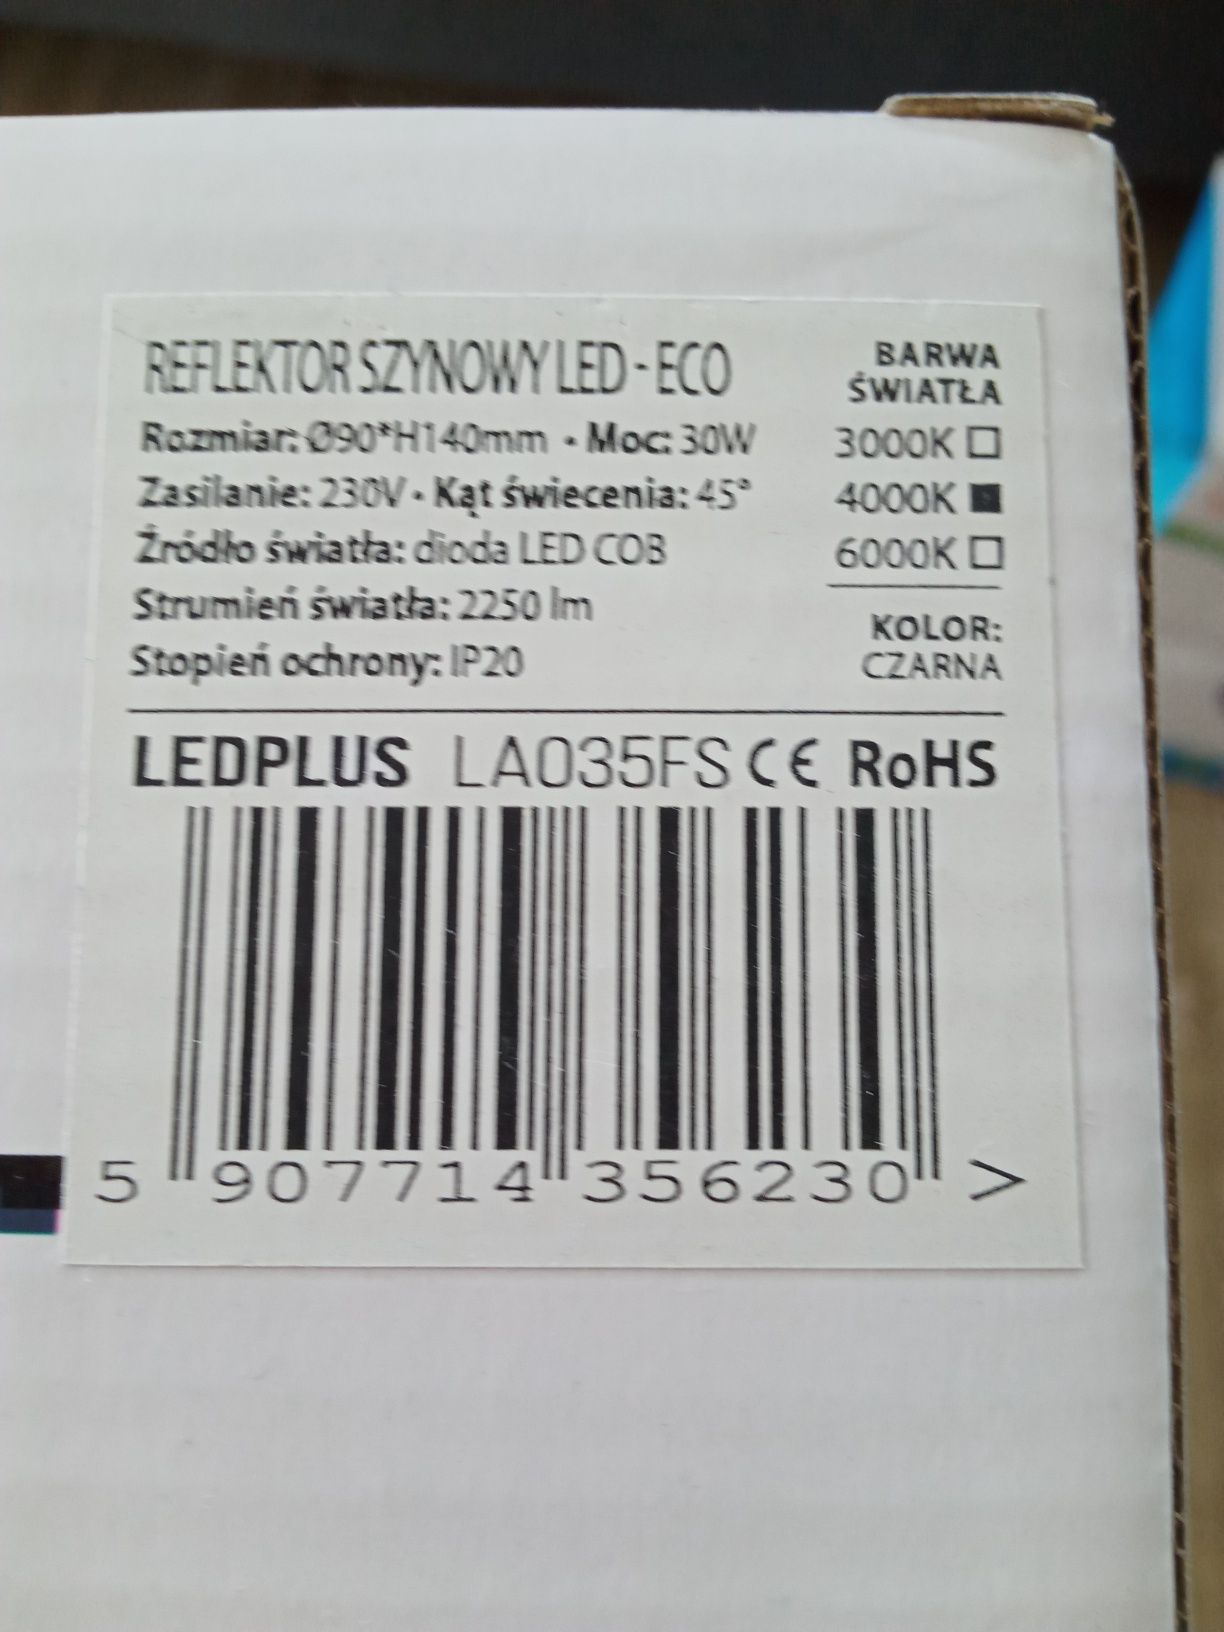 REFLEKTOR SZYNOWY LED - ECO
Rozmiar: Ø90*H140mm • Moc: 30W
Zasilanie: 230V • Kąt świecenia: 45°
Źródło światła: dioda LED COB
Strumień światła: 2250 lm
Stopień ochrony: IP20
BARWA
ŚWIATŁA
3000K □
4000K ■
6000K □
KOLOR:
CZARNA
LEDPLUS LA035FS CE RoHS
5 907714 356230 >